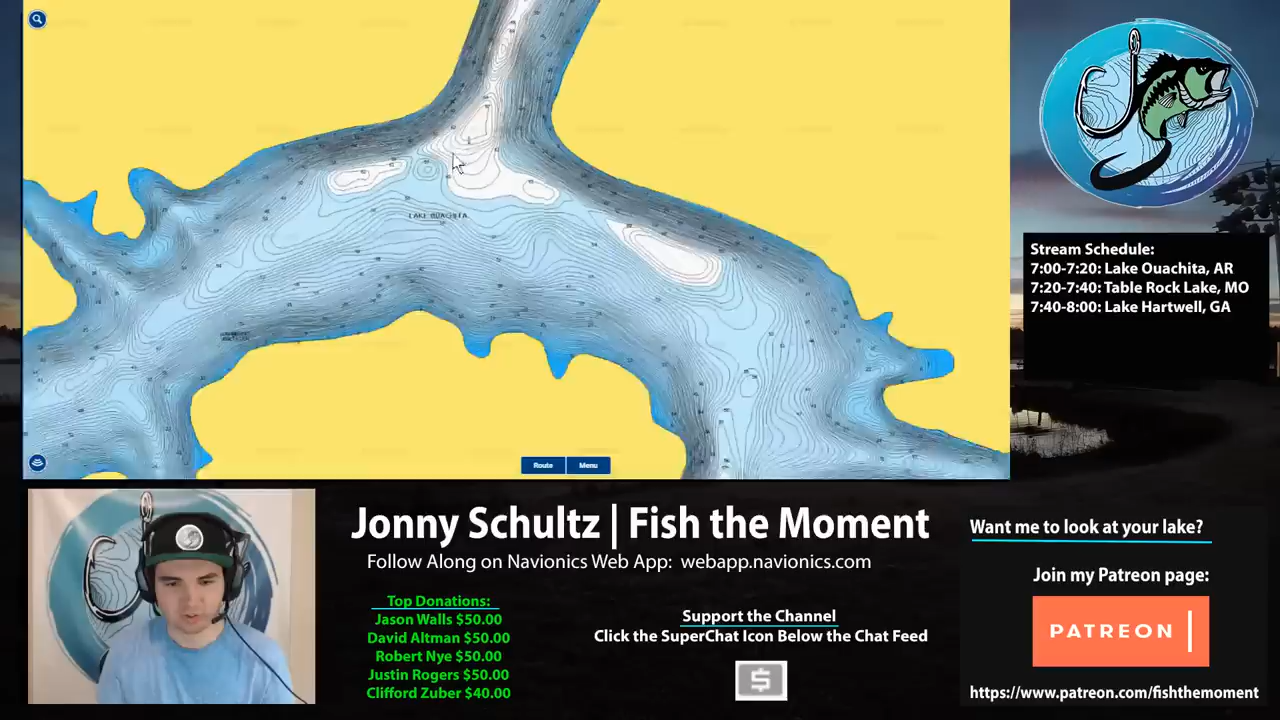 LAKE OUACHITA
Route
Menu
Stream Schedule:
7:00-7:20: Lake Ouachita, AR
7:20-7:40: Table Rock Lake, MO
7:40-8:00: Lake Hartwell, GA
Jonny Schultz | Fish the Moment
Follow Along on Navionics Web App: webapp.navionics.com
Top Donations:
Jason Walls $50.00
David Altman $50.00
Robert Nye $50.00
Justin Rogers $50.00
Clifford Zuber $40.00
Support the Channel
Click the SuperChat Icon Below the Chat Feed
$
Want me to look at your lake?
Join my Patreon page:
PATREON
https://www.patreon.com/fishthemoment